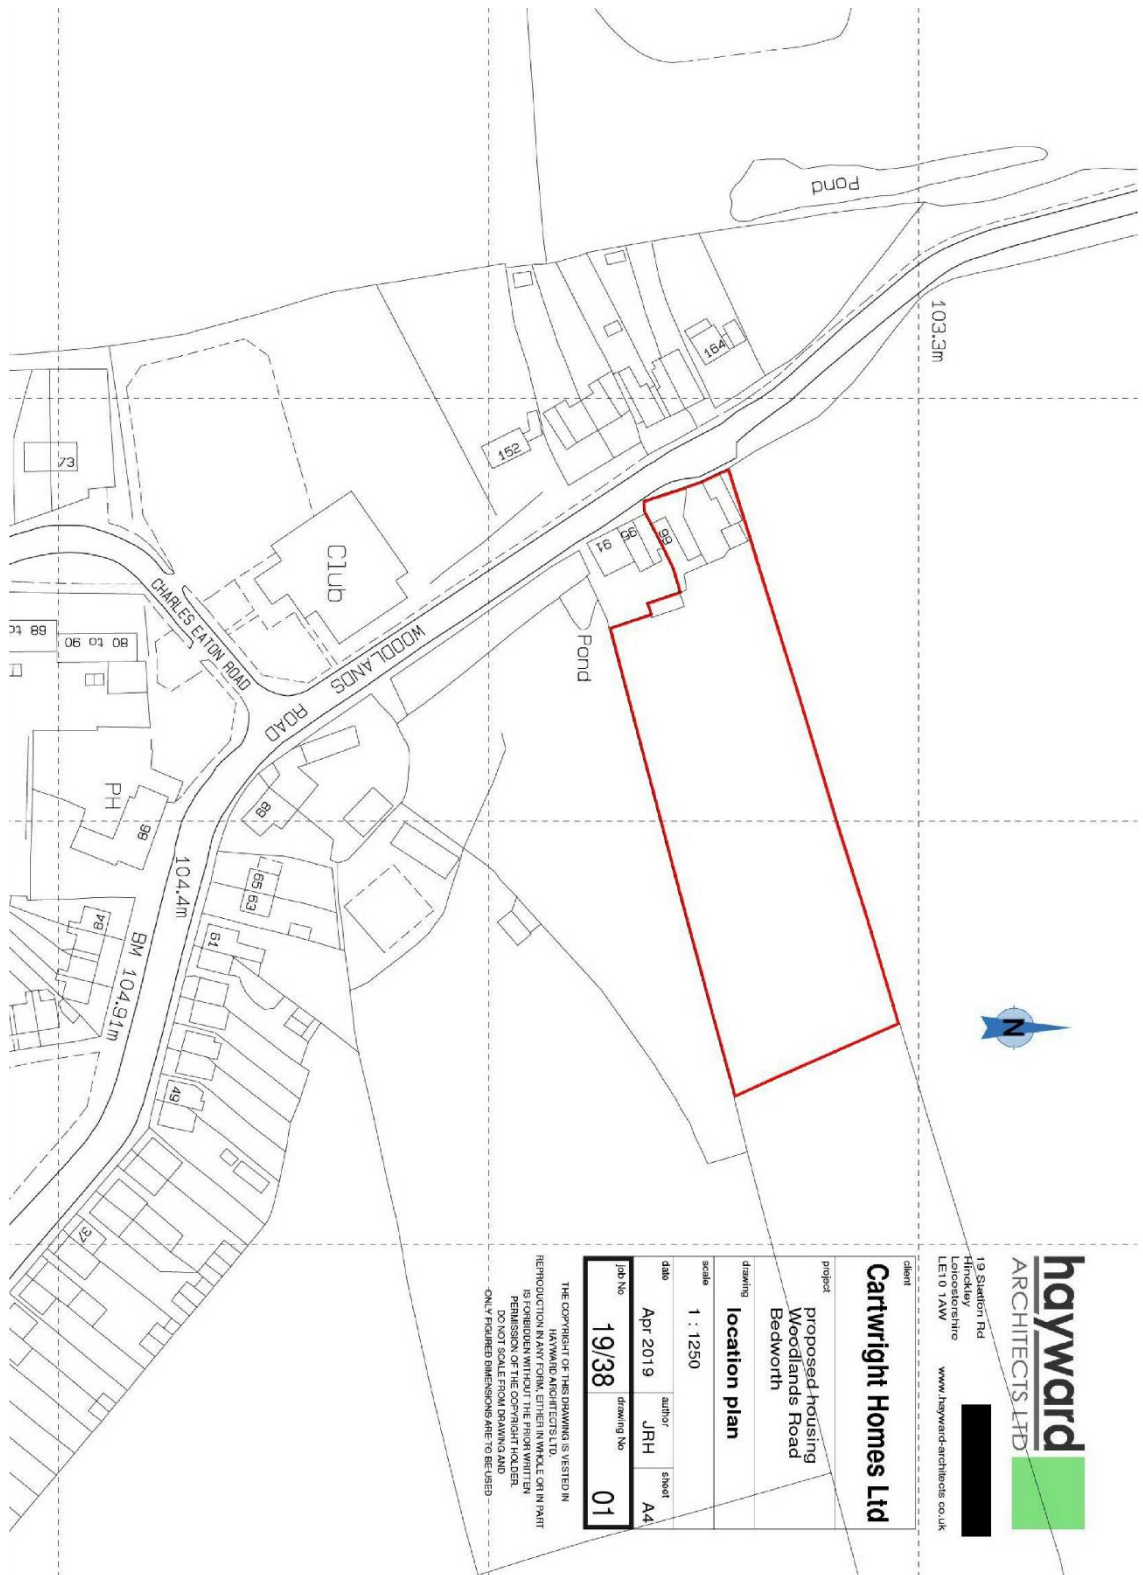 hayward
ARCHITECTS LTD
19 Station Rd
Hinckley
Leicestershire
LE10 1AW
www.hayward-architects.co.uk
client
Cartwright Homes Ltd
project
proposed housing
Woodlands Road
Bedworth
drawing
location plan
scale
1 : 1250
date
Apr 2019
author
JRH
sheet
A4
job No
19/38
drawing No
01
THE COPYRIGHT OF THIS DRAWING IS VESTED IN
HAYWARD ARCHITECTS LTD.
REPRODUCTION IN ANY FORM, EITHER IN WHOLE OR IN PART
IS FORBIDDEN WITHOUT THE PRIOR WRITTEN
PERMISSION OF THE COPYRIGHT HOLDER.
DO NOT SCALE FROM DRAWING AND
ONLY FIGURED DIMENSIONS ARE TO BE USED
N
103.3m
Pond
164
152
99
95
91
Pond
Club
WOODLANDS
ROAD
CHARLES EATON ROAD
73
68 to
80 to 90
PH
98
69
65
63
61
104.4m
BM 104.91m
84
49
37